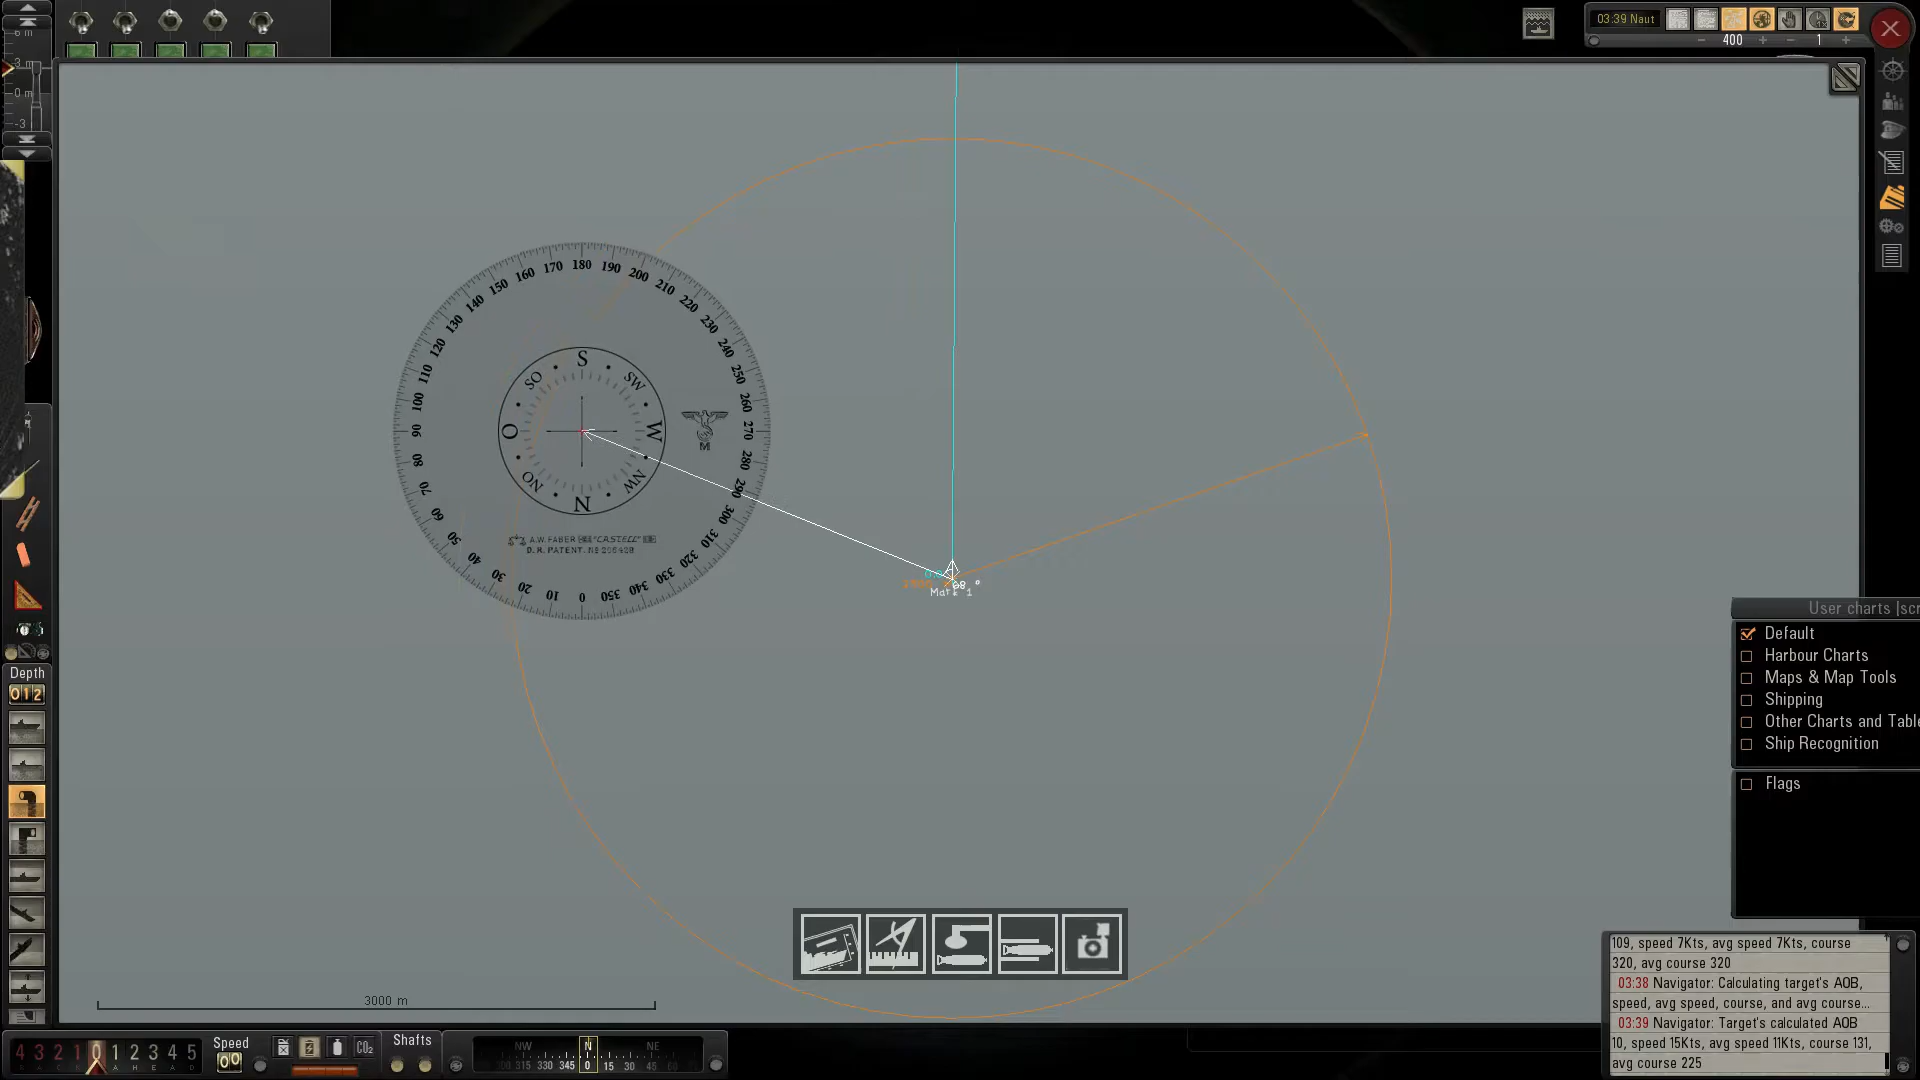 6 m
3 m
0 m
-3
03:39 Naut
400
1
180
170
190
160
200
150
210
140
220
130
230
120
240
110
250
100
260
90
270
80
280
70
290
60
300
50
310
40
320
30
330
20
340
10
350
0
S
SO
SW
O
W
NO
NW
N
M
A.W. FABER "CASTELL"
D. R. PATENT.
Mark 1
User charts [scr
Default
Harbour Charts
Maps & Map Tools
Shipping
Other Charts and Table
Ship Recognition
Flags
Depth
012
3000 m
109, speed 7Kts, avg speed 7Kts, course
320, avg course 320
03:38 Navigator: Calculating target's AOB,
speed, avg speed, course, and avg course...
03:39 Navigator: Target's calculated AOB
10, speed 15Kts, avg speed 11Kts, course 131,
avg course 225
4 3 2 1 0 1 2 3 4 5
B A C K A H E A D
Speed
00
CO2
Shafts
NW N NE
300 315 330 345 0 15 30 45 60